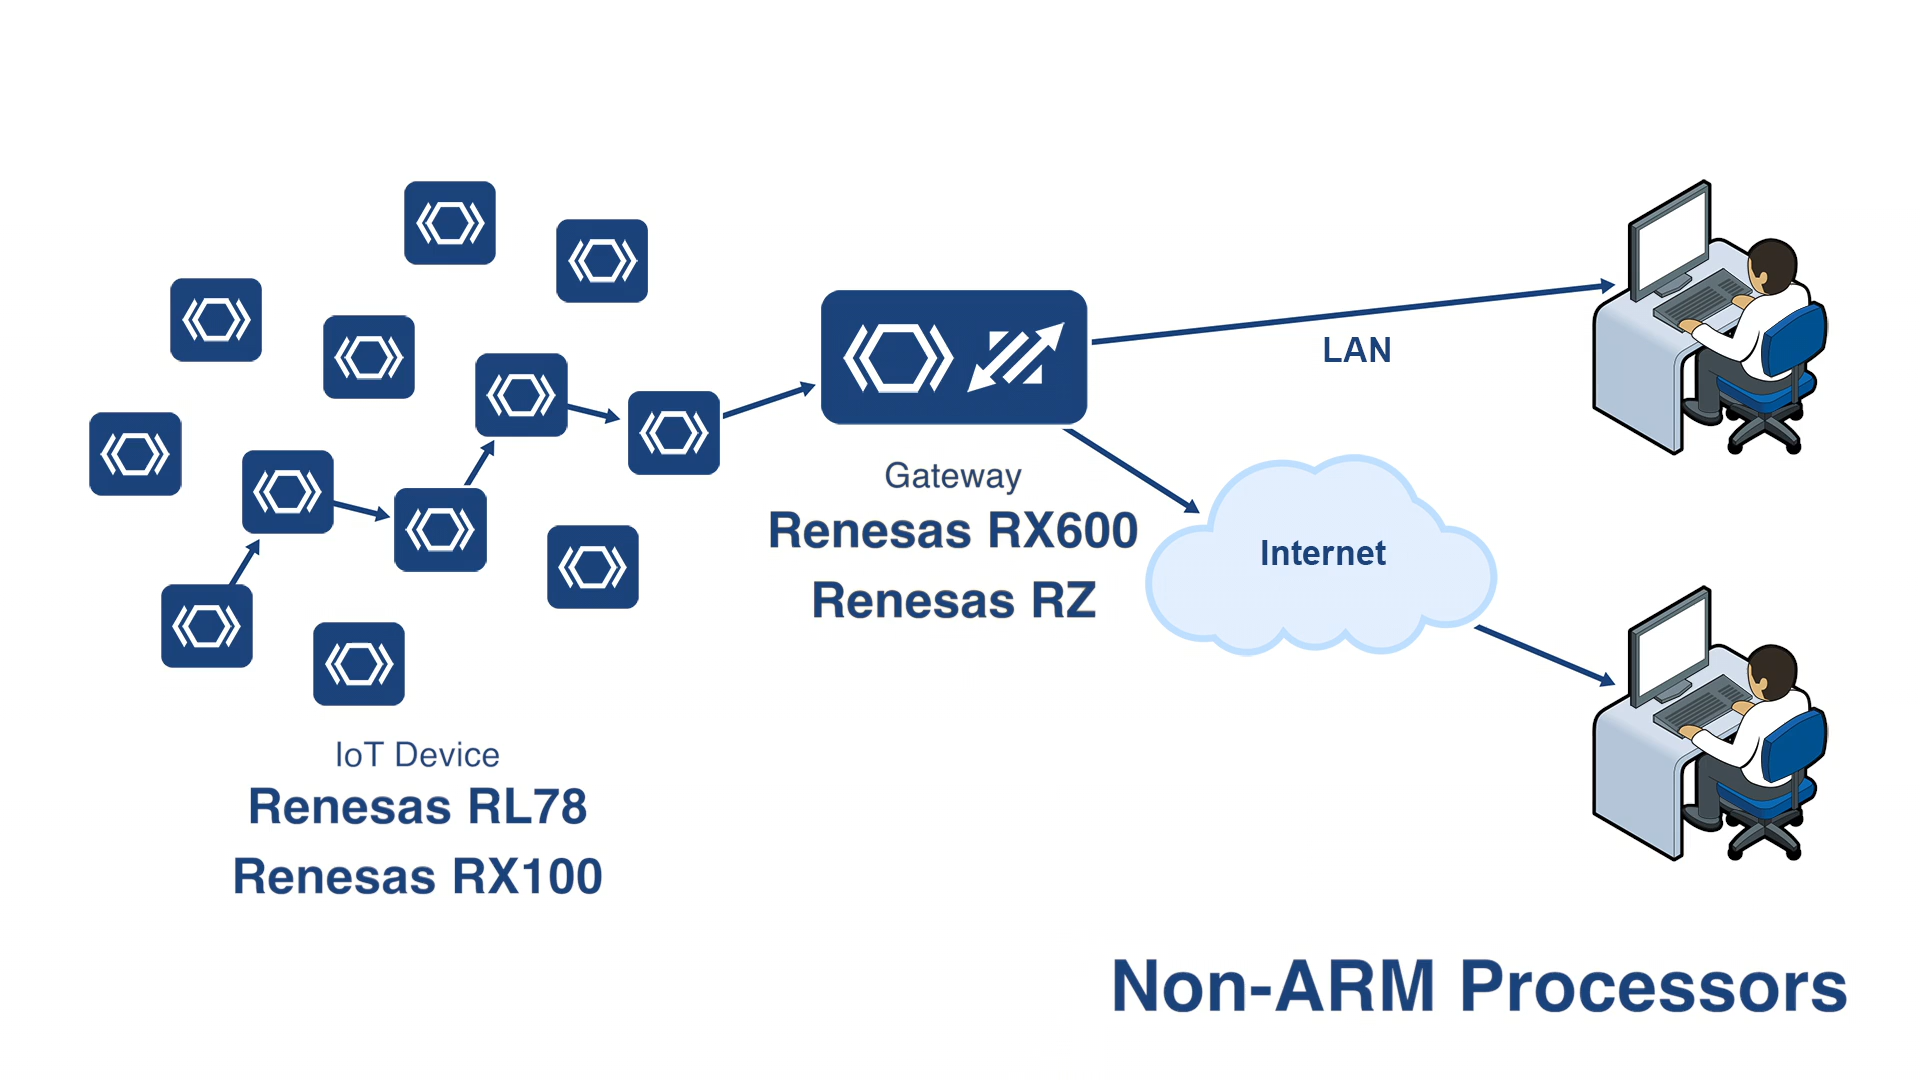 LAN
Gateway
Renesas RX600
Renesas RZ
Internet
IoT Device
Renesas RL78
Renesas RX100
Non-ARM Processors